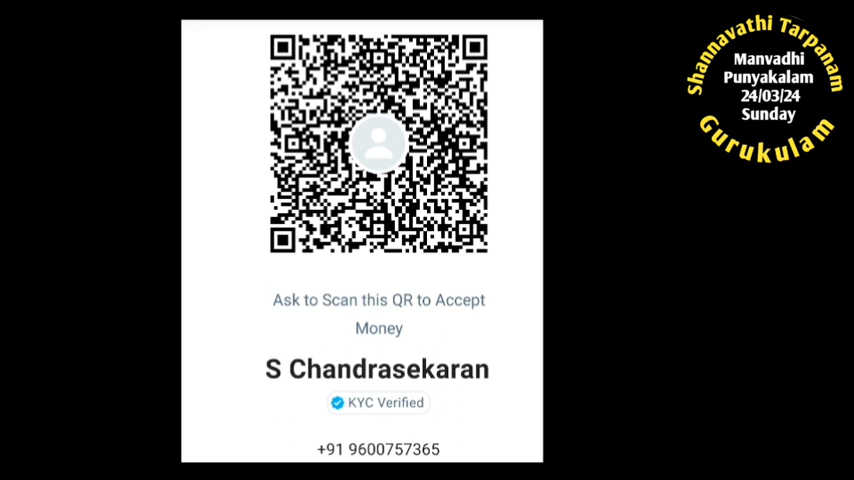 Ask to Scan this QR to Accept
Money
S Chandrasekaran
KYC Verified
+91 9600757365
Shannavathi Tarpanam
Manvadhi
Punyakalam
24/03/24
Sunday
Gurukulam